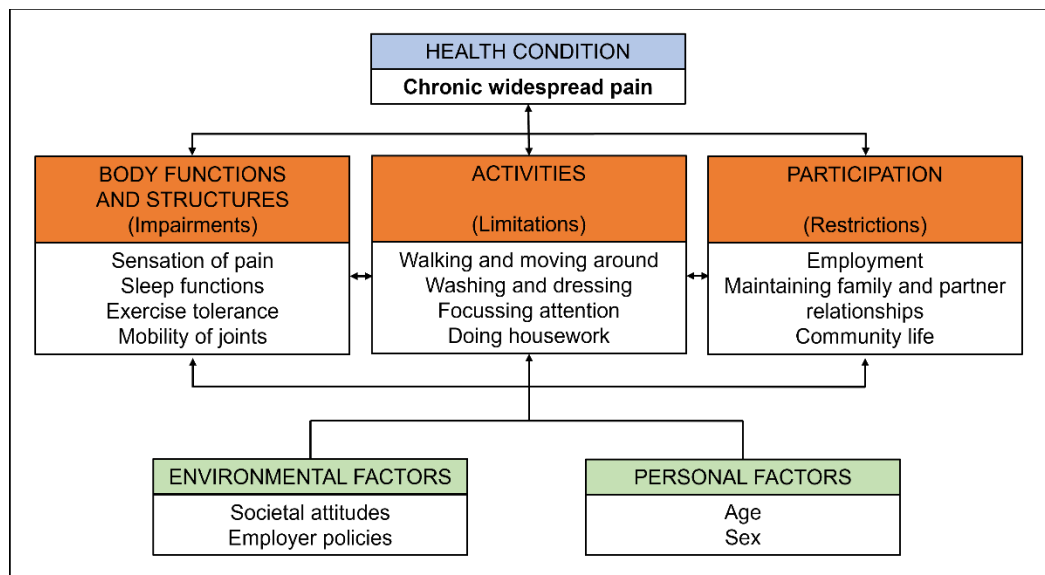 HEALTH CONDITION
Chronic widespread pain
BODY FUNCTIONS
AND STRUCTURES
(Impairments)
Sensation of pain
Sleep functions
Exercise tolerance
Mobility of joints
ACTIVITIES
(Limitations)
Walking and moving around
Washing and dressing
Focussing attention
Doing housework
PARTICIPATION
(Restrictions)
Employment
Maintaining family and partner
relationships
Community life
ENVIRONMENTAL FACTORS
Societal attitudes
Employer policies
PERSONAL FACTORS
Age
Sex